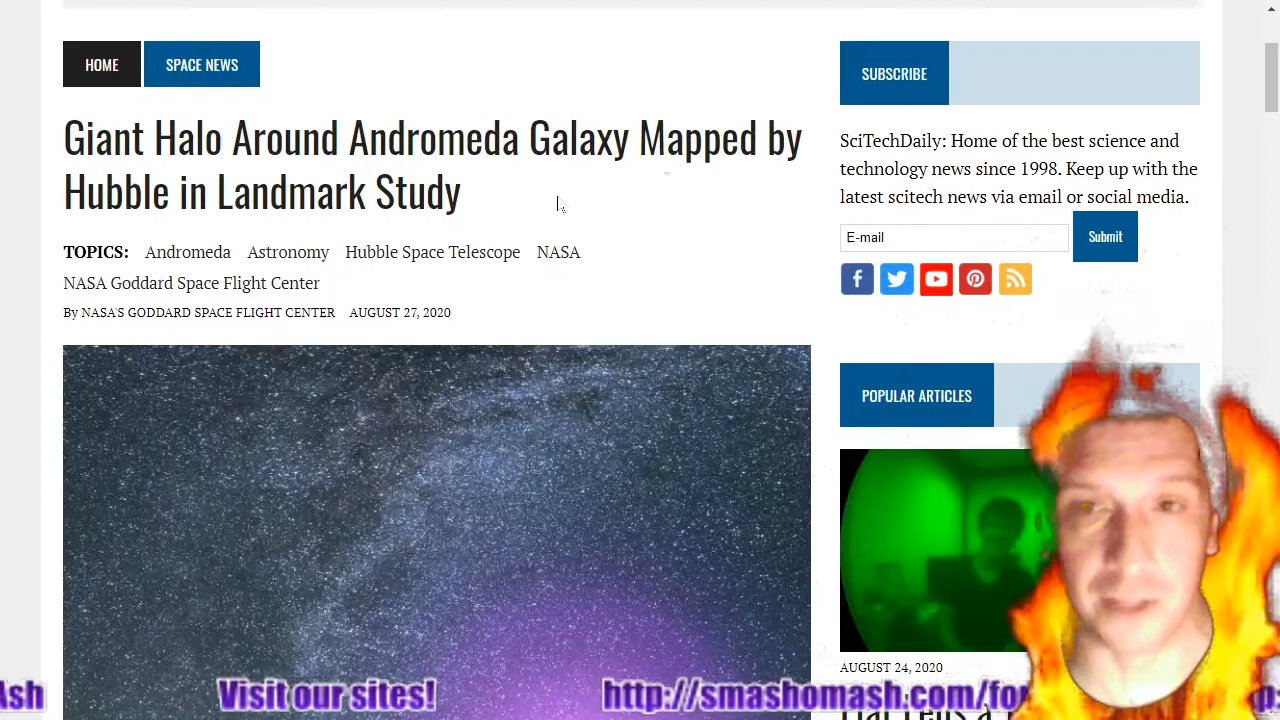 HOME
SPACE NEWS
Giant Halo Around Andromeda Galaxy Mapped by
Hubble in Landmark Study
TOPICS: Andromeda Astronomy Hubble Space Telescope NASA
NASA Goddard Space Flight Center
By NASA'S GODDARD SPACE FLIGHT CENTER AUGUST 27, 2020
SUBSCRIBE
SciTechDaily: Home of the best science and
technology news since 1998. Keep up with the
latest scitech news via email or social media.
E-mail
Submit
POPULAR ARTICLES
AUGUST 24, 2020
Ash Visit our sites! http://smashomash.com/for